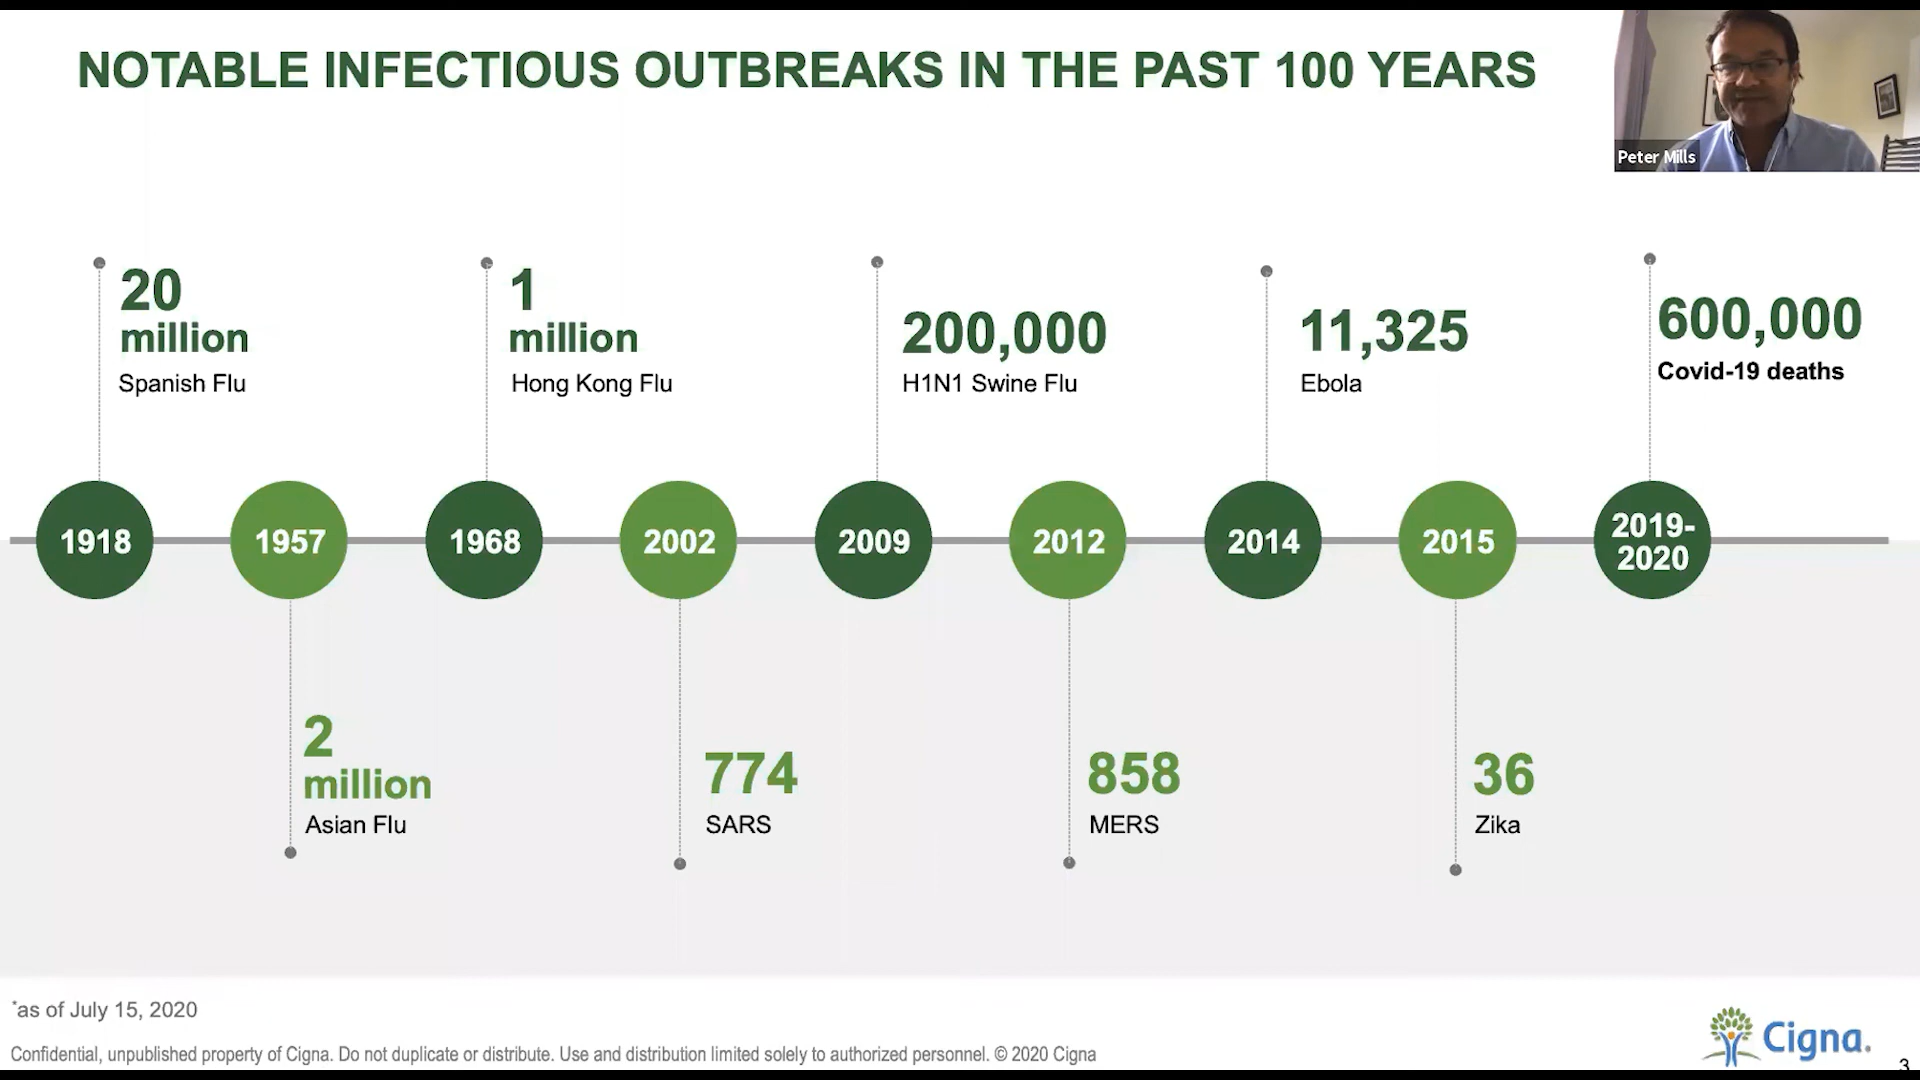 NOTABLE INFECTIOUS OUTBREAKS IN THE PAST 100 YEARS
Peter Mills
20
million
Spanish Flu
1
million
Hong Kong Flu
200,000
H1N1 Swine Flu
11,325
Ebola
600,000
Covid-19 deaths
1918
1957
1968
2002
2009
2012
2014
2015
2019-
2020
2
million
Asian Flu
774
SARS
858
MERS
36
Zika
*as of July 15, 2020
Confidential, unpublished property of Cigna. Do not duplicate or distribute. Use and distribution limited solely to authorized personnel. © 2020 Cigna
Cigna.
3